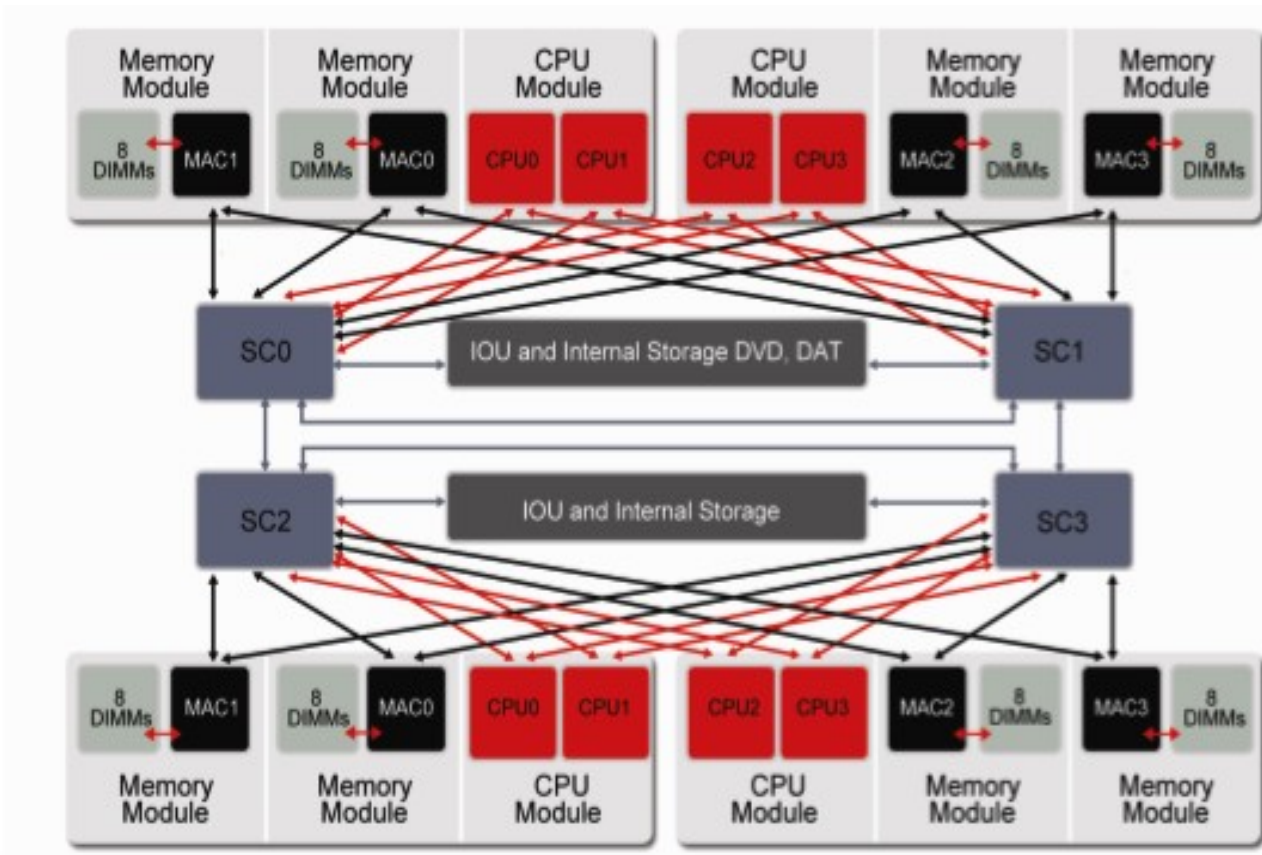 Memory
Module
Memory
Module
CPU
Module
CPU
Module
Memory
Module
Memory
Module
8
DIMMs
MAC1
8
DIMMs
MAC0
CPU0
CPU1
CPU2
CPU3
MAC2
8
DIMMs
MAC3
8
DIMMs
SC0
IOU and Internal Storage DVD, DAT
SC1
SC2
IOU and Internal Storage
SC3
8
DIMMs
MAC1
8
DIMMs
MAC0
CPU0
CPU1
CPU2
CPU3
MAC2
8
DIMMs
MAC3
8
DIMMs
Memory
Module
Memory
Module
CPU
Module
CPU
Module
Memory
Module
Memory
Module